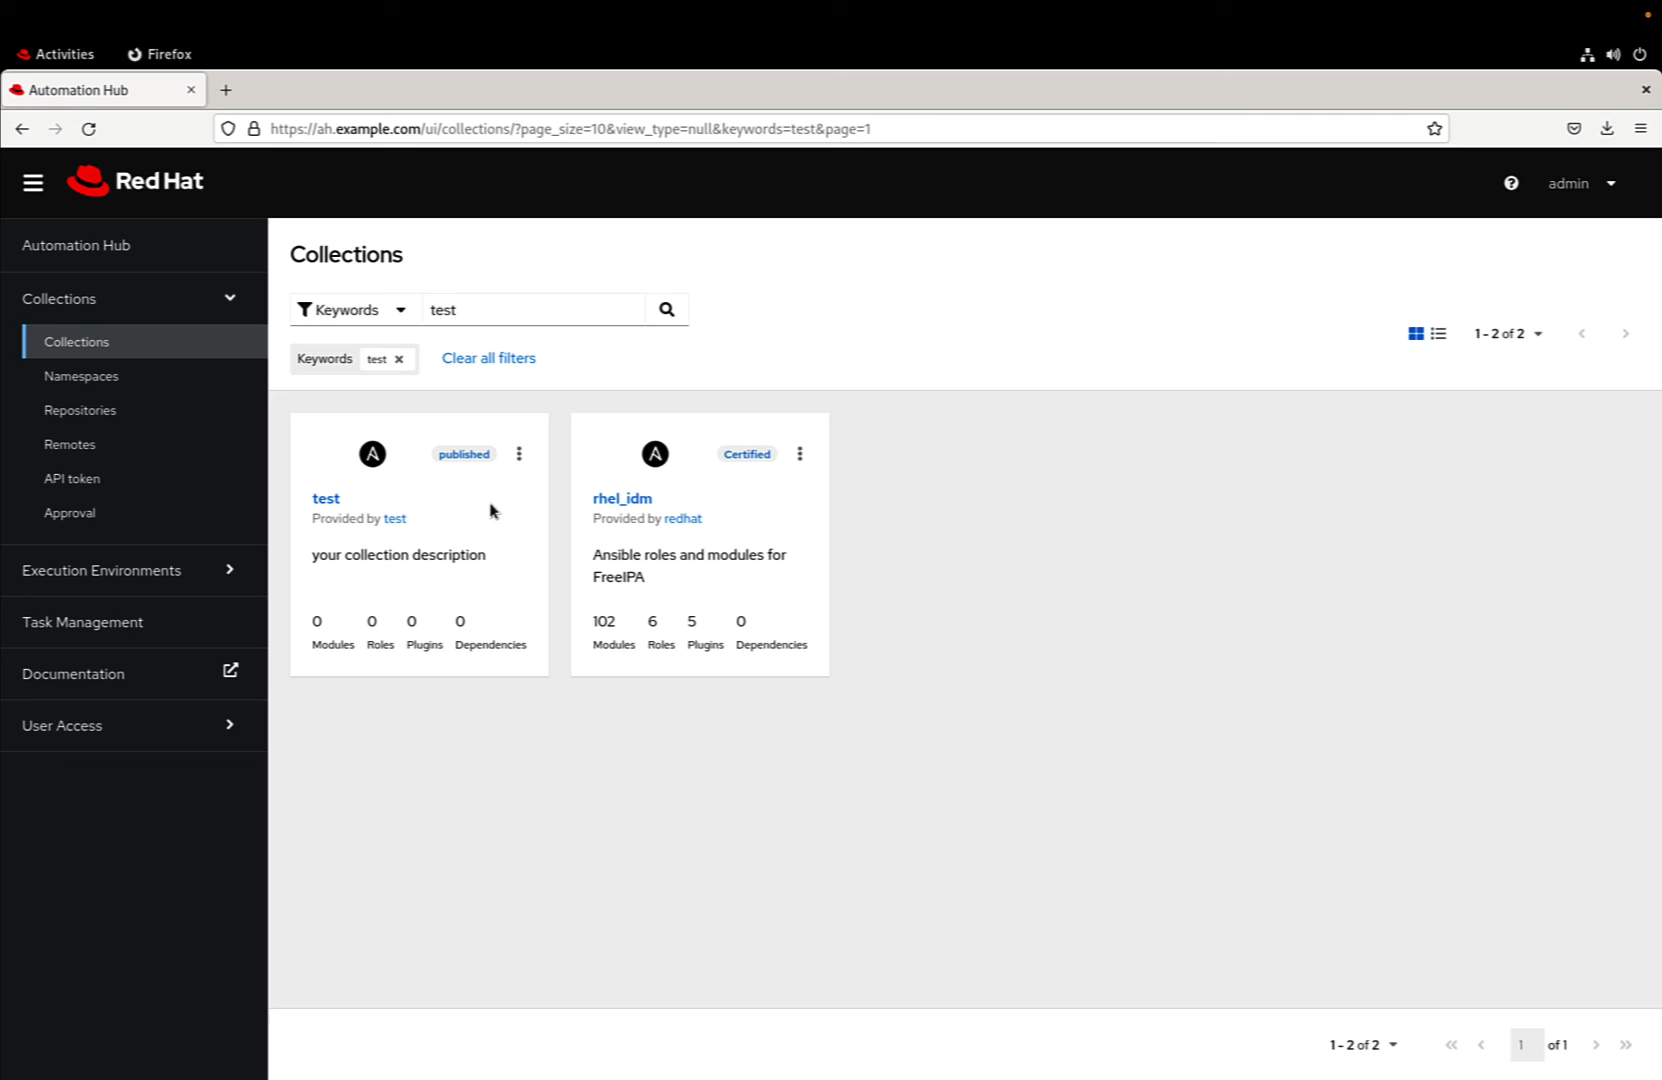 Activities Firefox
Automation Hub
https://ah.example.com/ui/collections/?page_size=10&view_type=null&keywords=test&page=1
Red Hat
admin
Automation Hub
Collections
Collections
Namespaces
Repositories
Remotes
API token
Approval
Execution Environments
Task Management
Documentation
User Access
Collections
Keywords test
1 - 2 of 2
Keywords test Clear all filters
published
test
Provided by test
your collection description
0 0 0 0
Modules Roles Plugins Dependencies
Certified
rhel_idm
Provided by redhat
Ansible roles and modules for
FreeIPA
102 6 5 0
Modules Roles Plugins Dependencies
1 - 2 of 2
1 of 1